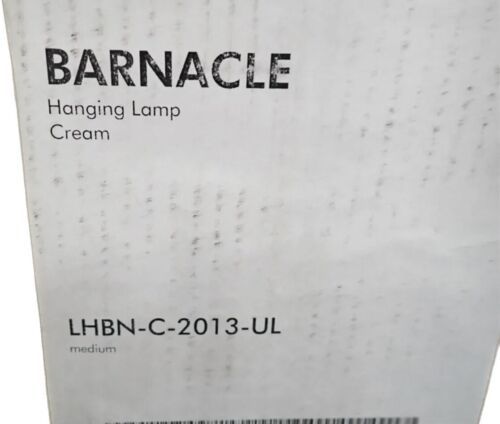 BARNACLE
Hanging Lamp
Cream
LHBN-C-2013-UL
medium